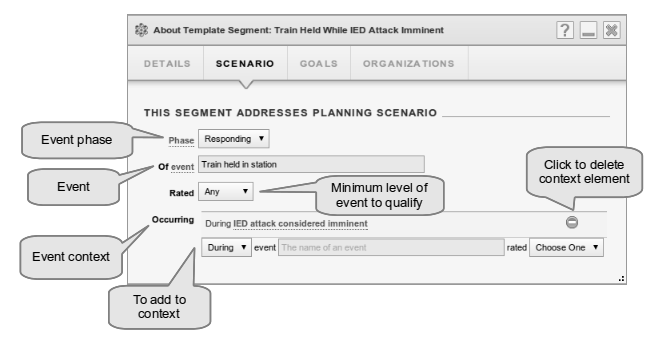 About Template Segment: Train Held While IED Attack Imminent
?
DETAILS SCENARIO GOALS ORGANIZATIONS
THIS SEGMENT ADDRESSES PLANNING SCENARIO
Event phase
Phase Responding
Of event Train held in station
Event
Rated Any
Minimum level of
event to qualify
Click to delete
context element
Occurring During IED attack considered imminent
Event context
During event The name of an event rated Choose One
To add to
context